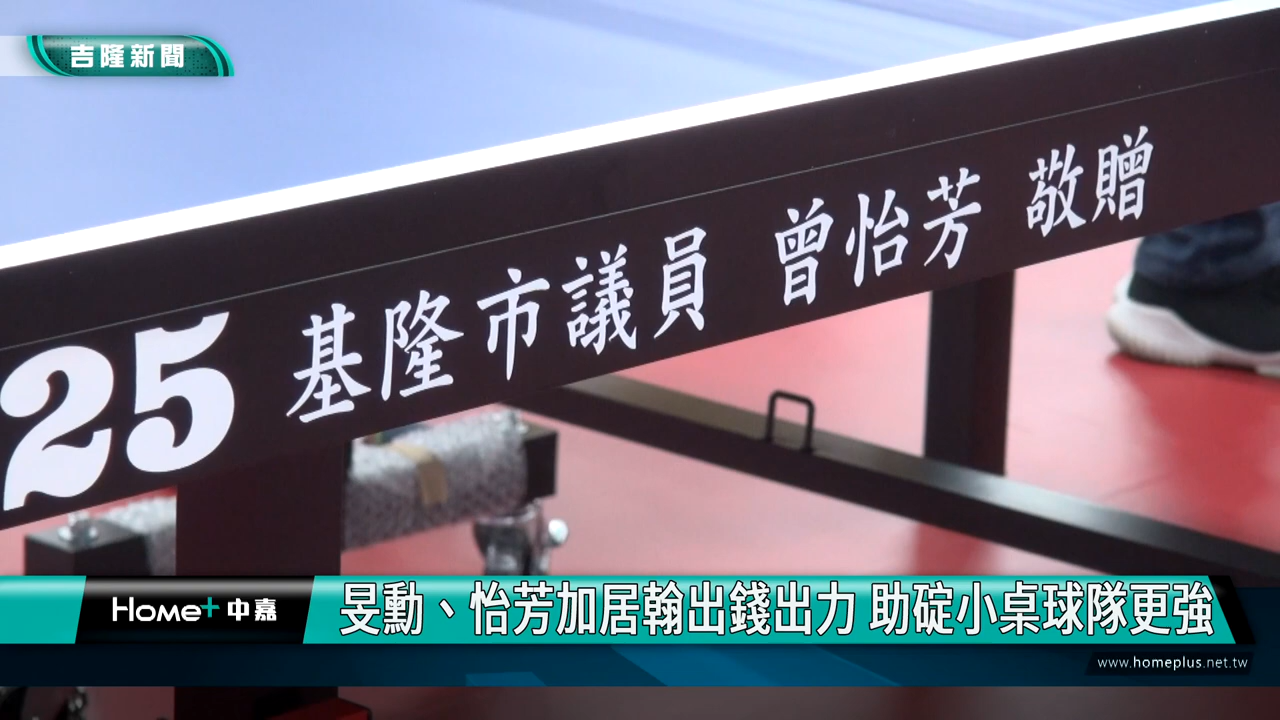 吉隆新聞
25 基隆市議員 曾怡芳 敬贈
Home+中嘉
旻勳、怡芳加居翰出錢出力 助碇小桌球隊更強
www.homeplus.net.tw